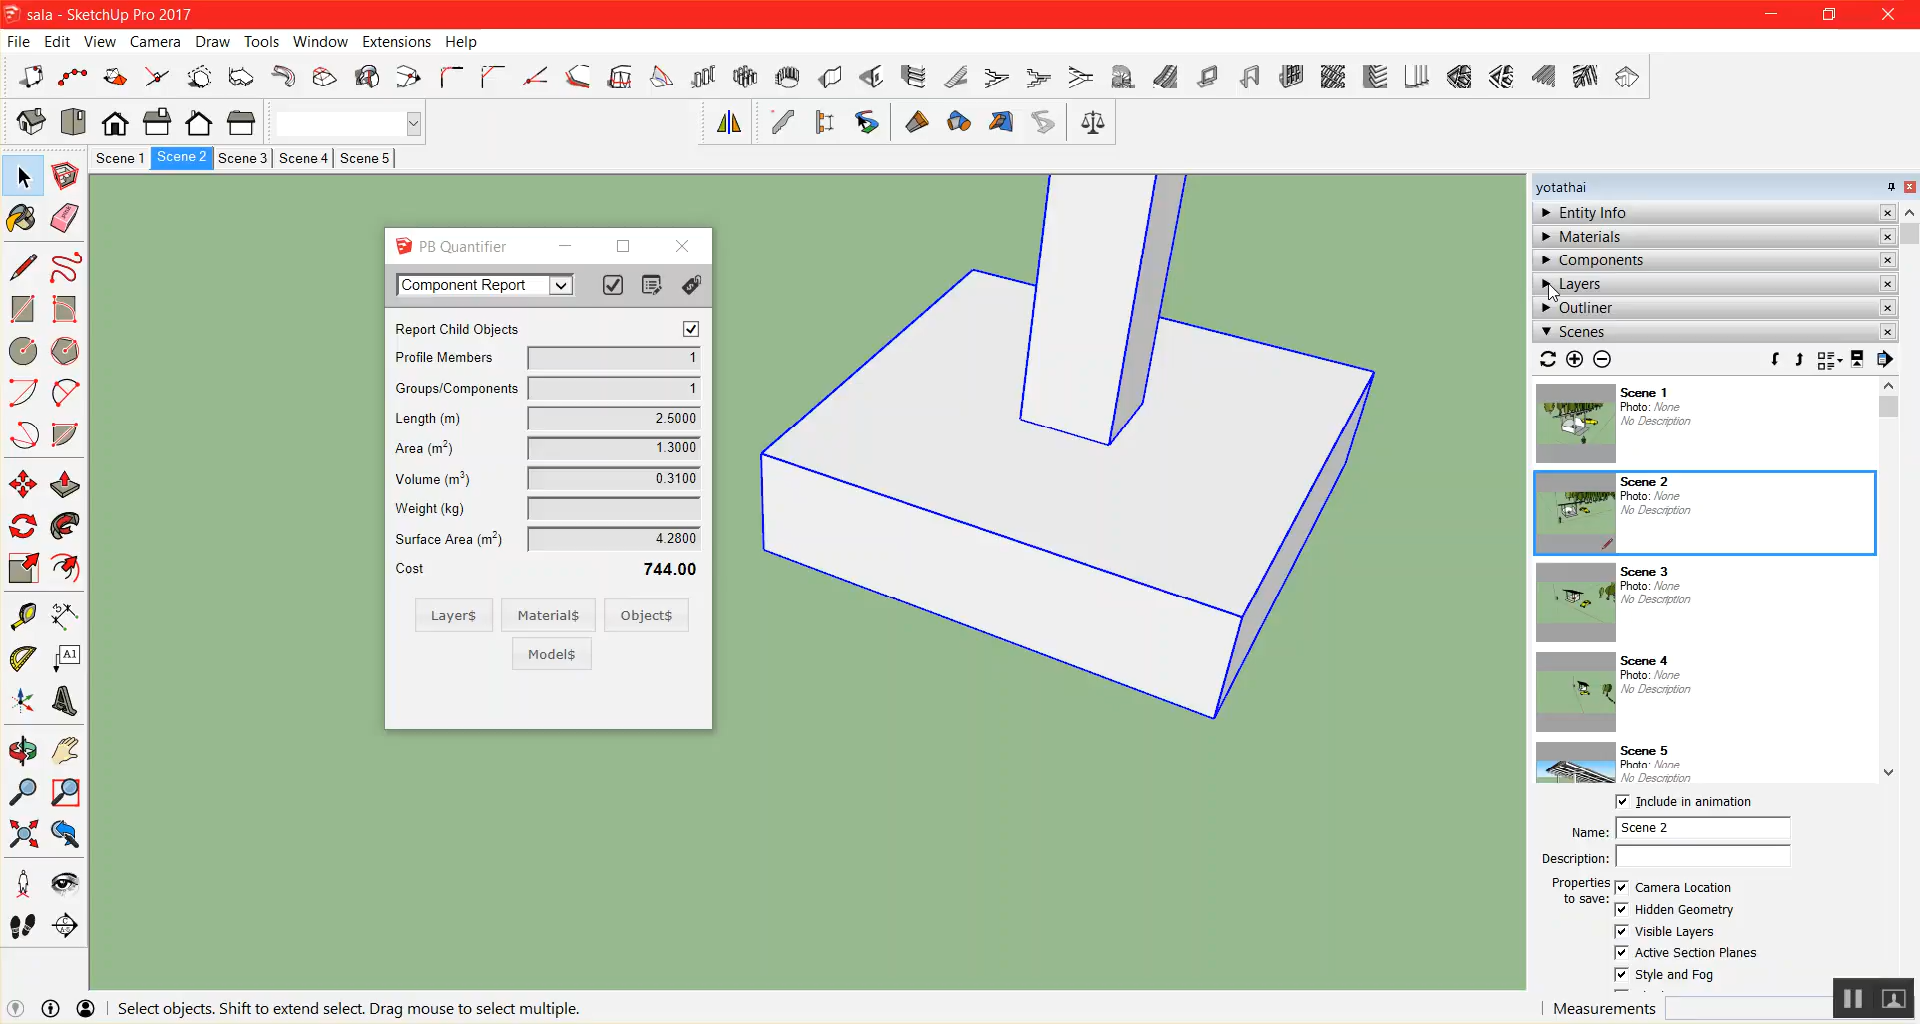 sala - SketchUp Pro 2017
File Edit View Camera Draw Tools Window Extensions Help
Scene 1 Scene 2 Scene 3 Scene 4 Scene 5
PB Quantifier
Component Report
Report Child Objects
Profile Members 1
Groups/Components 1
Length (m) 2.5000
Area (m²) 1.3000
Volume (m³) 0.3100
Weight (kg)
Surface Area (m²) 4.2800
Cost 744.00
Layer$ Material$ Object$
Model$
A1
yotathai
Entity Info
Materials
Components
Layers
Outliner
Scenes
Scene 1
Photo: None
No Description
Scene 2
Photo: None
No Description
Scene 3
Photo: None
No Description
Scene 4
Photo: None
No Description
Scene 5
Photo: None
No Description
Include in animation
Name: Scene 2
Description:
Properties to save:
Camera Location
Hidden Geometry
Visible Layers
Active Section Planes
Style and Fog
Select objects. Shift to extend select. Drag mouse to select multiple.
Measurements